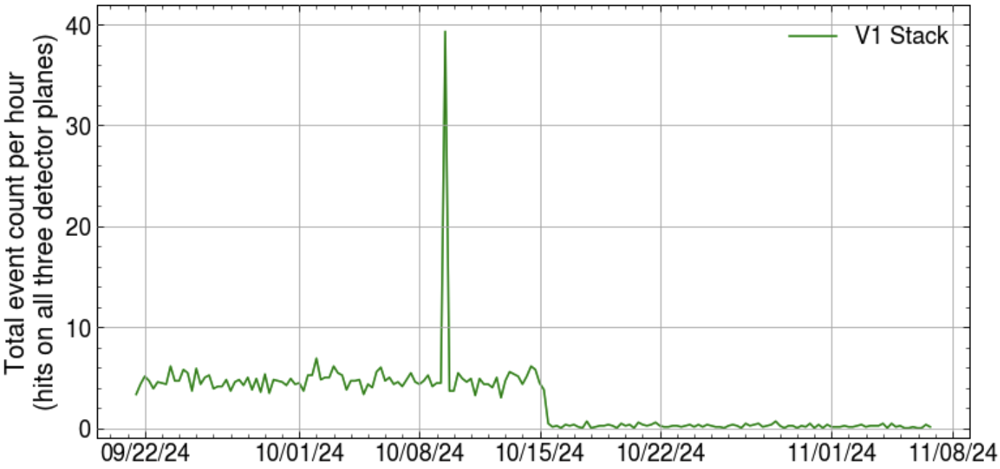 Total event count per hour
(hits on all three detector planes)
40
30
20
10
0
V1 Stack
09/22/24 10/01/24 10/08/24 10/15/24 10/22/24 11/01/24 11/08/24